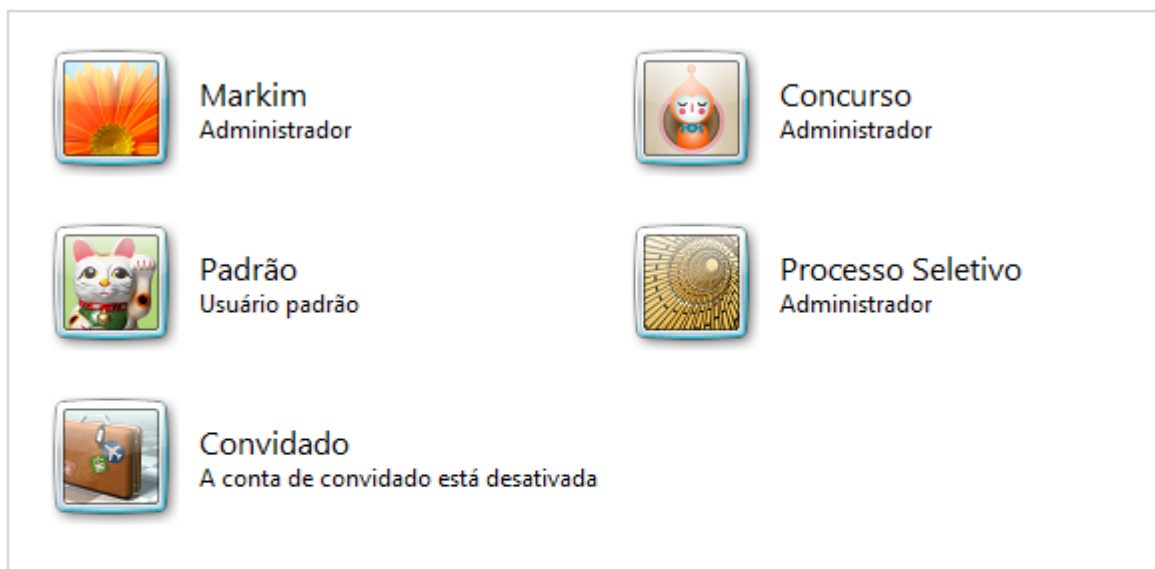 Markim
Administrador
Concurso
Administrador
Padrão
Usuário padrão
Processo Seletivo
Administrador
Convidado
A conta de convidado está desativada